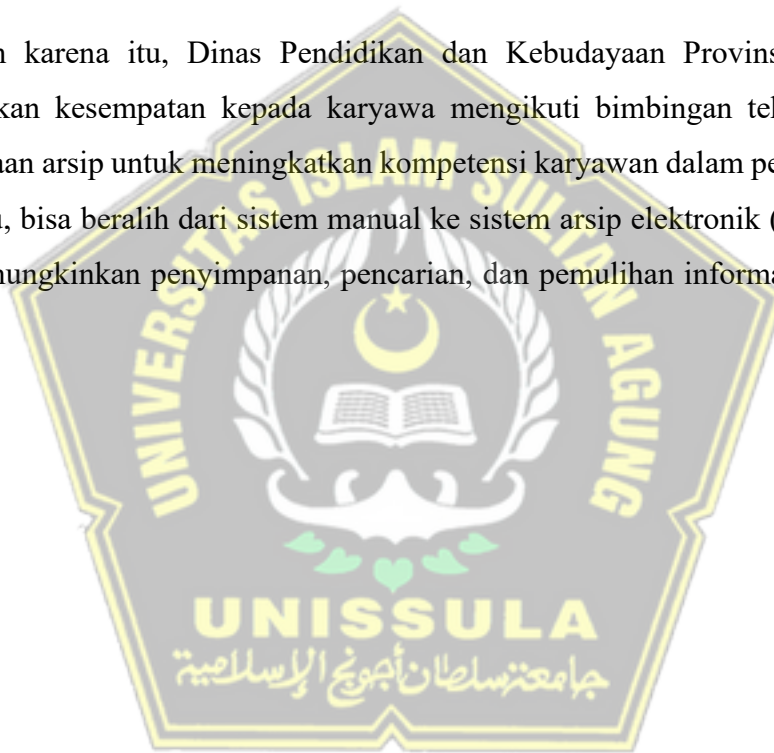 n karena itu, Dinas Pendidikan dan Kebudayaan Provins
kan kesempatan kepada karyawa mengikuti bimbingan tel
aan arsip untuk meningkatkan kompetensi karyawan dalam pe
u, bisa beralih dari sistem manual ke sistem arsip elektronik (
nungkinkan penyimpanan, pencarian, dan pemulihan informa
UNIVERSITAS ISLAM SULTAN AGUNG
UNISSULA
جامعة سلطان أجونج الإسلامية